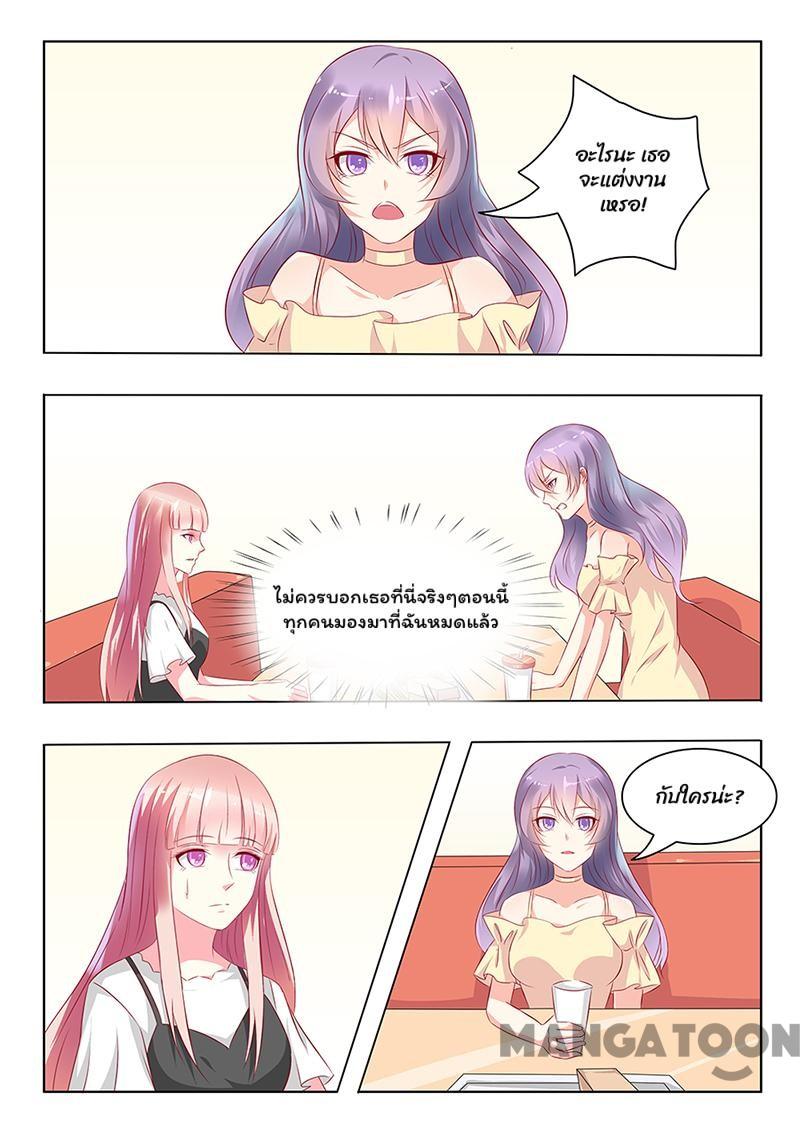 อะไรนะ เธอ
จะแต่งงาน
เหรอ!
ไม่ควรบอกเธอที่นี่จริงๆตอนนี้
ทุกคนมองมาที่ฉันหมดแล้ว
กับใครน่ะ?
MANGATOON